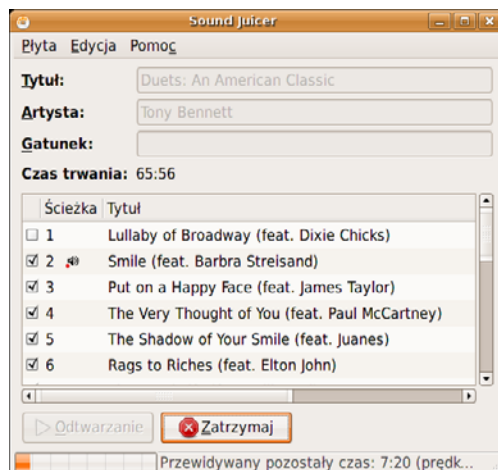 Sound Juicer
Płyta Edycja Pomoc
Tytuł: Duets: An American Classic
Artysta: Tony Bennett
Gatunek:
Czas trwania: 65:56
Ścieżka Tytuł
1 Lullaby of Broadway (feat. Dixie Chicks)
2 Smile (feat. Barbra Streisand)
3 Put on a Happy Face (feat. James Taylor)
4 The Very Thought of You (feat. Paul McCartney)
5 The Shadow of Your Smile (feat. Juanes)
6 Rags to Riches (feat. Elton John)
Odtwarzanie Zatrzymaj
Przewidywany pozostały czas: 7:20 (prędk...